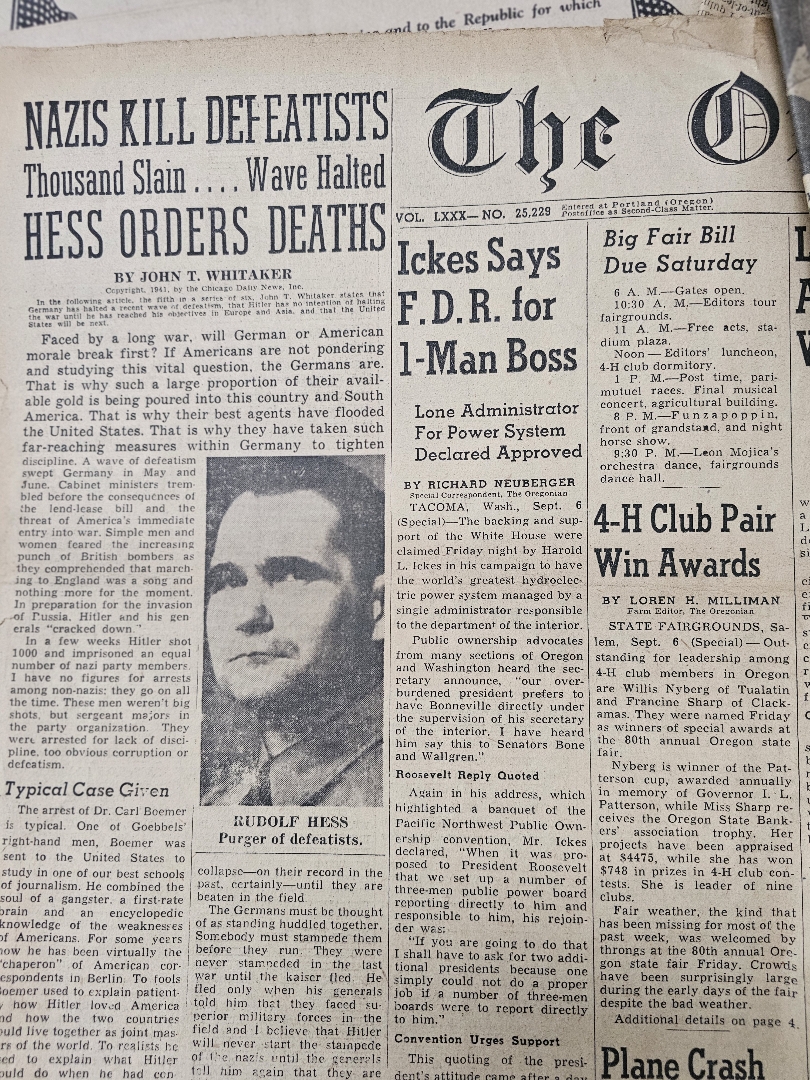 and to the Republic for which
NAZIS KILL DEFEATISTS
Thousand Slain .... Wave Halted
HESS ORDERS DEATHS
BY JOHN T. WHITAKER
Copyright, 1941, by the Chicago Daily News, Inc.
In the following article, the fifth in a series of six, John T. Whitaker states that
Germany has halted a recent wave of defeatism, that Hitler has no intention of halting
the war until he has reached his objectives in Europe and Asia, and that the United
States will be next.
Faced by a long war, will German or American
morale break first? If Americans are not pondering
and studying this vital question, the Germans are.
That is why such a large proportion of their avail-
able gold is being poured into this country and South
America. That is why their best agents have flooded
the United States. That is why they have taken such
far-reaching measures within Germany to tighten
discipline. A wave of defeatism
swept Germany in May and
June. Cabinet ministers trem-
bled before the consequences of
the lend-lease bill and the
threat of America's immediate
entry into war. Simple men and
women feared the increasing
punch of British bombers as
they comprehended that march-
ing to England was a song and
nothing more for the moment.
In preparation for the invasion
of Russia, Hitler and his gen
erals "cracked down."
In a few weeks Hitler shot
1000 and imprisoned an equal
number of nazi party members.
I have no figures for arrests
among non-nazis; they go on all
the time. These men weren't big
shots, but sergeant majors in
the party organization. They
were arrested for lack of disci-
pline, too obvious corruption or
defeatism.
Typical Case Given
The arrest of Dr. Carl Boemer
is typical. One of Goebbels'
right-hand men, Boemer was
sent to the United States to
study in one of our best schools
of journalism. He combined the
soul of a gangster, a first-rate
brain and an encyclopedic
knowledge of the weaknesses
of Americans. For some years
now he has been virtually the
"chaperon" of American cor-
espondents in Berlin. To fools
oemer used to explain patient-
y how Hitler loved America
nd how the two countries
ould live together as joint mas-
rs of the world. To realists he
ed to explain what Hitler
ould do when he had con-
RUDOLF HESS
Purger of defeatists.
collapse—on their record in the
past, certainly—until they are
beaten in the field
The Germans must be thought
of as standing huddled together.
Somebody must stampede them
before they run. They were
never stampeded in the last
war until the kaiser fled. He
fled only when his generals
told him that they faced su-
perior military forces in the
field and I believe that Hitler
will never start the stampede
of the nazis until the generals
tell him again that they are
The O
VOL. LXXX— NO. 25,229
Entered at Portland (Oregon)
Postoffice as Second-Class Matter.
Ickes Says
F.D.R. for
1-Man Boss
Lone Administrator
For Power System
Declared Approved
BY RICHARD NEUBERGER
Special Correspondent, The Oregonian
TACOMA, Wash., Sept. 6
(Special)—The backing and sup-
port of the White House were
claimed Friday night by Harold
L. Ickes in his campaign to have
the world's greatest hydroelec-
tric power system managed by a
single administrator responsible
to the department of the interior.
Public ownership advocates
from many sections of Oregon
and Washington heard the sec-
retary announce, "our over-
burdened president prefers to
have Bonneville directly under
the supervision of his secretary
of the interior. I have heard
him say this to Senators Bone
and Wallgren."
Roosevelt Reply Quoted
Again in his address, which
highlighted a banquet of the
Pacific Northwest Public Own-
ership convention, Mr. Ickes
declared, "When it was pro-
posed to President Roosevelt
that we set up a number of
three-men public power board
reporting directly to him and
responsible to him, his rejoin-
der was:
"If you are going to do that
I shall have to ask for two addi-
tional presidents because one
simply could not do a proper
job if a number of three-men
boards were to report directly
to him."
Convention Urges Support
This quoting of the presi-
dent's attitude came after a day
Big Fair Bill
Due Saturday
6 A. M.—Gates open.
10:30 A. M.—Editors tour
fairgrounds.
11 A. M.—Free acts, sta-
dium plaza.
Noon — Editors' luncheon,
4-H club dormitory.
1 P. M.—Post time, pari-
mutuel races. Final musical
concert, agricultural building.
8 P. M.—Funzapoppin,
front of grandstand, and night
horse show.
9:30 P. M.—Leon Mojica's
orchestra dance, fairgrounds
dance hall.
4-H Club Pair
Win Awards
BY LOREN H. MILLIMAN
Farm Editor, The Oregonian
STATE FAIRGROUNDS, Sa-
lem, Sept. 6 (Special) — Out-
standing for leadership among
4-H club members in Oregon
are Willis Nyberg of Tualatin
and Francine Sharp of Clack-
amas. They were named Friday
as winners of special awards at
the 80th annual Oregon state
fair.
Nyberg is winner of the Pat-
terson cup, awarded annually
in memory of Governor I. L.
Patterson, while Miss Sharp re-
ceives the Oregon State Bank-
ers' association trophy. Her
projects have been appraised
at $4475, while she has won
$748 in prizes in 4-H club con-
tests. She is leader of nine
clubs.
Fair weather, the kind that
has been missing for most of the
past week, was welcomed by
throngs at the 80th annual Ore-
gon state fair Friday. Crowds
have been surprisingly large
during the early days of the fair
despite the bad weather.
Additional details on page 4.
Plane Crash